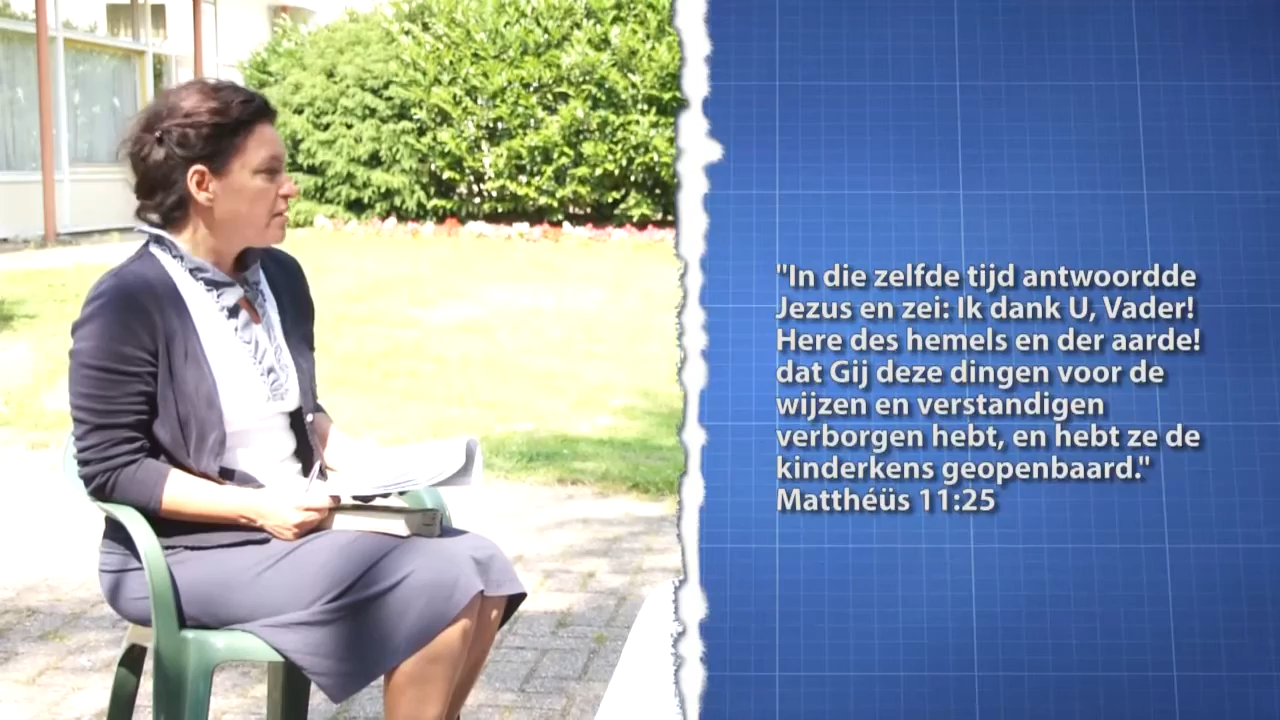 "In die zelfde tijd antwoordde
Jezus en zei: Ik dank U, Vader!
Here des hemels en der aarde!
dat Gij deze dingen voor de
wijzen en verstandigen
verborgen hebt, en hebt ze de
kinderkens geopenbaard."
Matthéüs 11:25